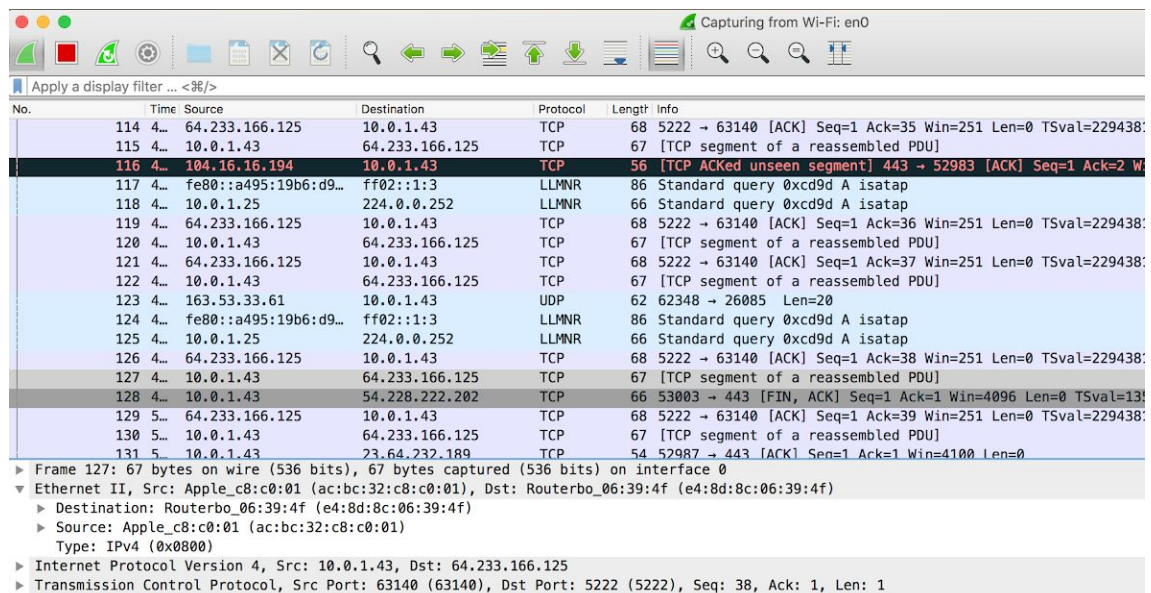 Capturing from Wi-Fi: en0
Apply a display filter ... <⌘/>
No. Time Source Destination Protocol Length Info
114 4… 64.233.166.125 10.0.1.43 TCP 68 5222 → 63140 [ACK] Seq=1 Ack=35 Win=251 Len=0 TSval=2294381
115 4… 10.0.1.43 64.233.166.125 TCP 67 [TCP segment of a reassembled PDU]
116 4… 104.16.16.194 10.0.1.43 TCP 56 [TCP ACKed unseen segment] 443 → 52983 [ACK] Seq=1 Ack=2 W
117 4… fe80::a495:19b6:d9… ff02::1:3 LLMNR 86 Standard query 0xcd9d A isatap
118 4… 10.0.1.25 224.0.0.252 LLMNR 66 Standard query 0xcd9d A isatap
119 4… 64.233.166.125 10.0.1.43 TCP 68 5222 → 63140 [ACK] Seq=1 Ack=36 Win=251 Len=0 TSval=2294381
120 4… 10.0.1.43 64.233.166.125 TCP 67 [TCP segment of a reassembled PDU]
121 4… 64.233.166.125 10.0.1.43 TCP 68 5222 → 63140 [ACK] Seq=1 Ack=37 Win=251 Len=0 TSval=2294381
122 4… 10.0.1.43 64.233.166.125 TCP 67 [TCP segment of a reassembled PDU]
123 4… 163.53.33.61 10.0.1.43 UDP 62 62348 → 26085 Len=20
124 4… fe80::a495:19b6:d9… ff02::1:3 LLMNR 86 Standard query 0xcd9d A isatap
125 4… 10.0.1.25 224.0.0.252 LLMNR 66 Standard query 0xcd9d A isatap
126 4… 64.233.166.125 10.0.1.43 TCP 68 5222 → 63140 [ACK] Seq=1 Ack=38 Win=251 Len=0 TSval=2294381
127 4… 10.0.1.43 64.233.166.125 TCP 67 [TCP segment of a reassembled PDU]
128 4… 10.0.1.43 54.228.222.202 TCP 66 53003 → 443 [FIN, ACK] Seq=1 Ack=1 Win=4096 Len=0 TSval=135
129 5… 64.233.166.125 10.0.1.43 TCP 68 5222 → 63140 [ACK] Seq=1 Ack=39 Win=251 Len=0 TSval=2294381
130 5… 10.0.1.43 64.233.166.125 TCP 67 [TCP segment of a reassembled PDU]
131 5… 10.0.1.43 23.64.232.189 TCP 54 52987 → 443 [ACK] Seq=1 Ack=1 Win=4100 Len=0
Frame 127: 67 bytes on wire (536 bits), 67 bytes captured (536 bits) on interface 0
Ethernet II, Src: Apple_c8:c0:01 (ac:bc:32:c8:c0:01), Dst: Routerbo_06:39:4f (e4:8d:8c:06:39:4f)
Destination: Routerbo_06:39:4f (e4:8d:8c:06:39:4f)
Source: Apple_c8:c0:01 (ac:bc:32:c8:c0:01)
Type: IPv4 (0x0800)
Internet Protocol Version 4, Src: 10.0.1.43, Dst: 64.233.166.125
Transmission Control Protocol, Src Port: 63140 (63140), Dst Port: 5222 (5222), Seq: 38, Ack: 1, Len: 1